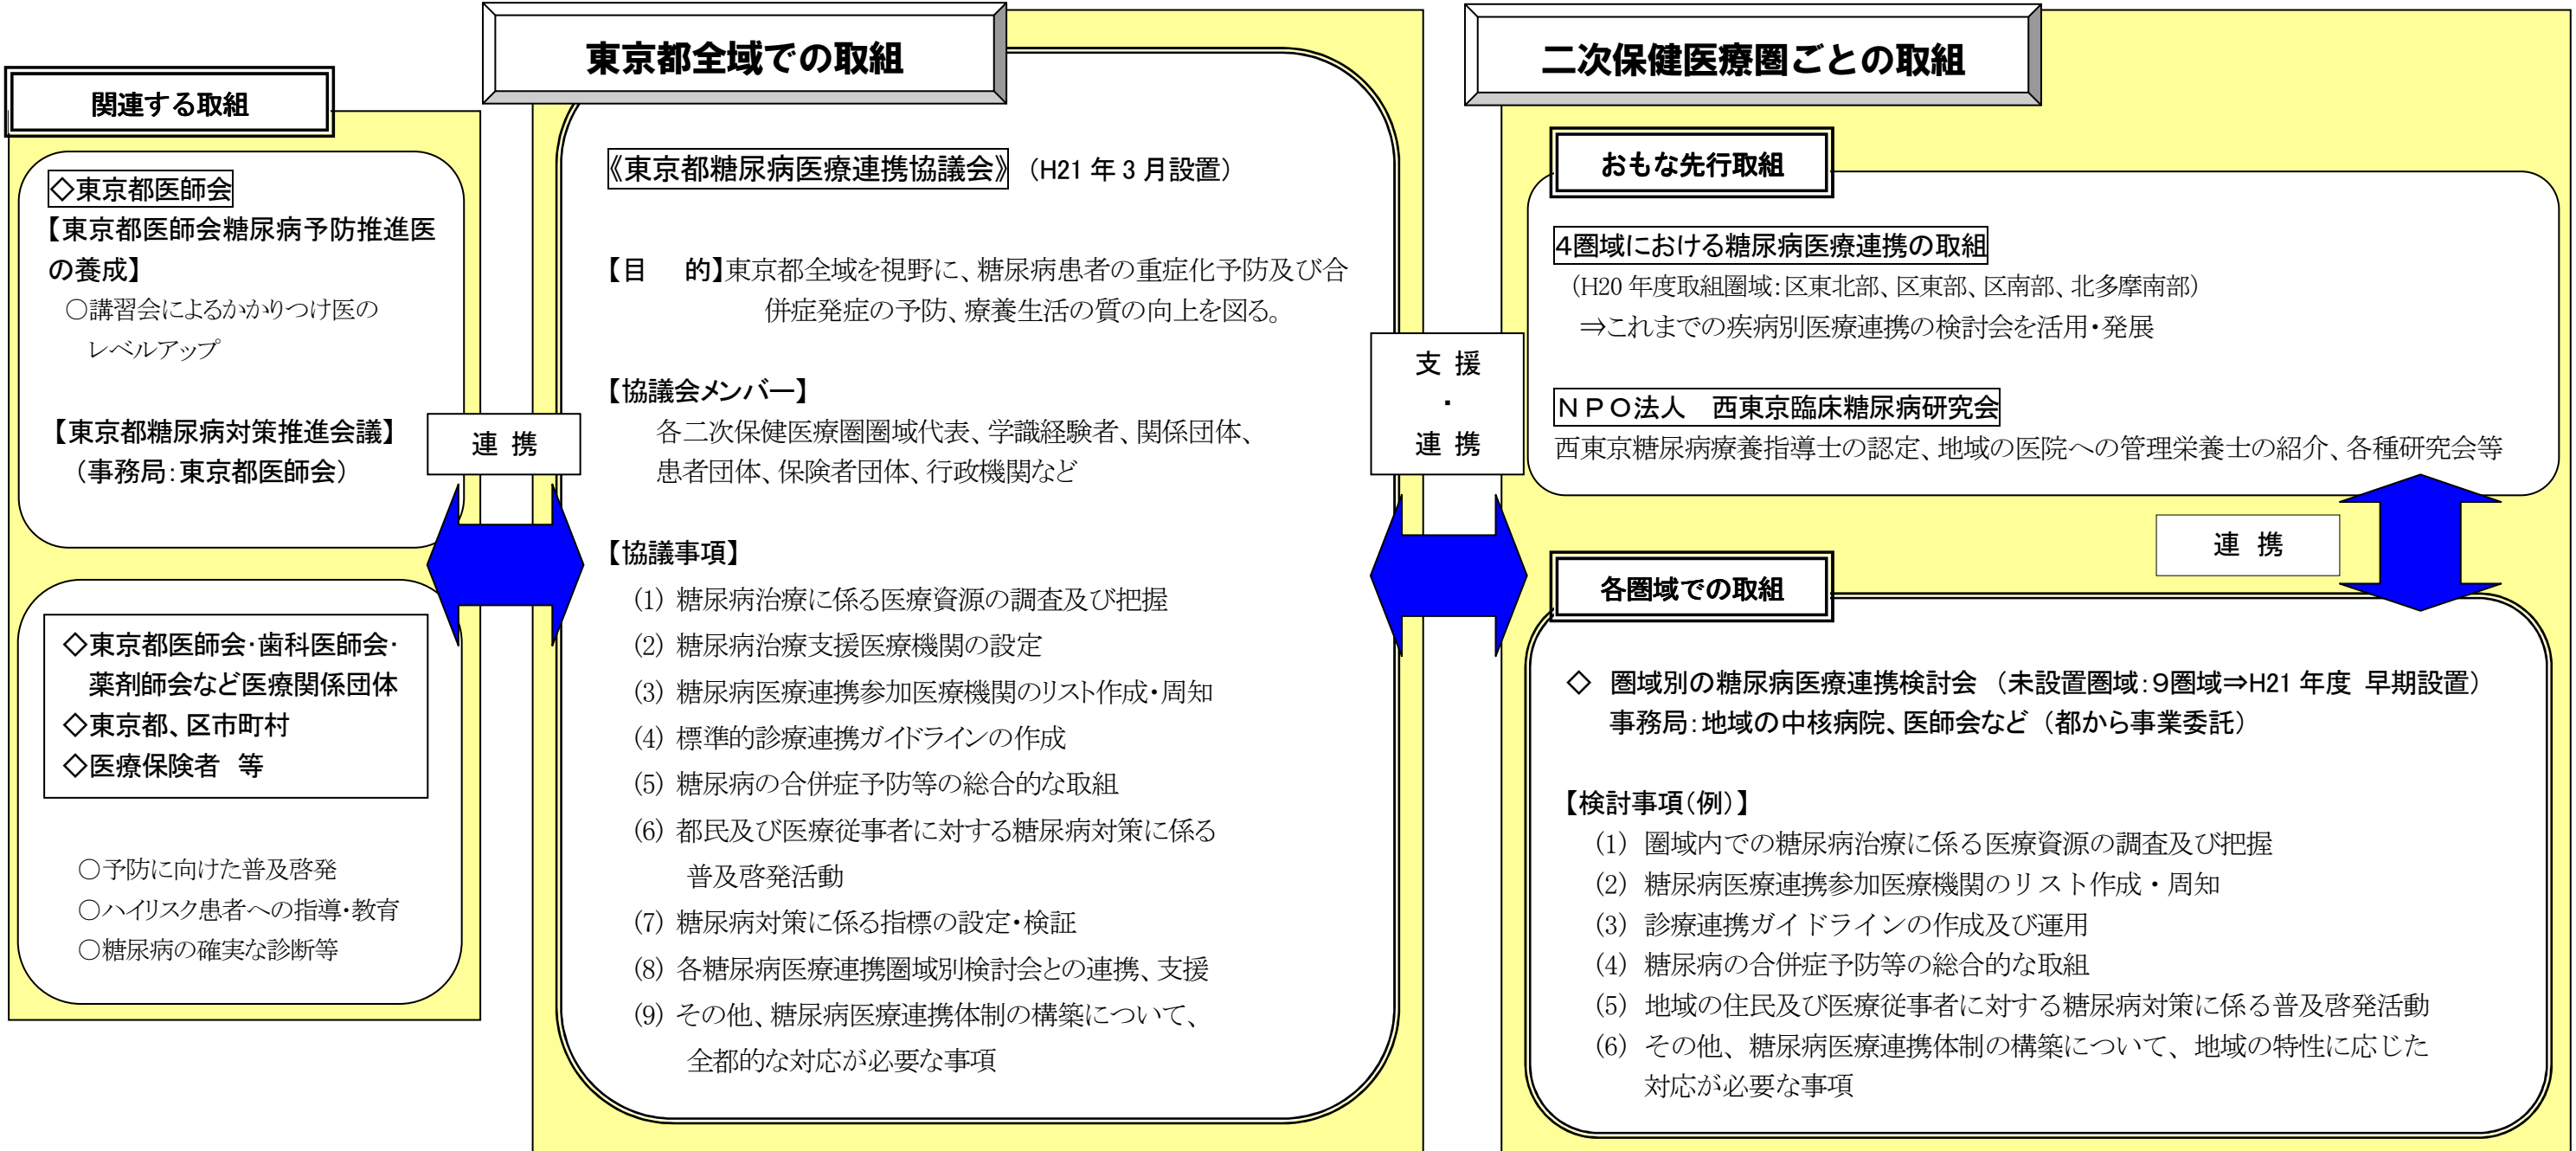 関連する取組
◇東京都医師会
【東京都医師会糖尿病予防推進医
の養成】
○講習会によるかかりつけ医の
レベルアップ
【東京都糖尿病対策推進会議】
（事務局：東京都医師会）
◇東京都医師会・歯科医師会・
薬剤師会など医療関係団体
◇東京都、区市町村
◇医療保険者　等
○予防に向けた普及啓発
○ハイリスク患者への指導・教育
○糖尿病の確実な診断等
連 携
東京都全域での取組
《東京都糖尿病医療連携協議会》（H21 年 3 月設置）
【目　的】東京都全域を視野に、糖尿病患者の重症化予防及び合
併症発症の予防、療養生活の質の向上を図る。
【協議会メンバー】
各二次保健医療圏圏域代表、学識経験者、関係団体、
患者団体、保険者団体、行政機関など
【協議事項】
(1) 糖尿病治療に係る医療資源の調査及び把握
(2) 糖尿病治療支援医療機関の設定
(3) 糖尿病医療連携参加医療機関のリスト作成・周知
(4) 標準的診療連携ガイドラインの作成
(5) 糖尿病の合併症予防等の総合的な取組
(6) 都民及び医療従事者に対する糖尿病対策に係る
普及啓発活動
(7) 糖尿病対策に係る指標の設定・検証
(8) 各糖尿病医療連携圏域別検討会との連携、支援
(9) その他、糖尿病医療連携体制の構築について、
全都的な対応が必要な事項
支 援
・
連 携
二次保健医療圏ごとの取組
おもな先行取組
４圏域における糖尿病医療連携の取組
（H20 年度取組圏域：区東北部、区東部、区南部、北多摩南部）
⇒これまでの疾病別医療連携の検討会を活用・発展
ＮＰＯ法人　西東京臨床糖尿病研究会
西東京糖尿病療養指導士の認定、地域の医院への管理栄養士の紹介、各種研究会等
連 携
各圏域での取組
◇ 圏域別の糖尿病医療連携検討会 （未設置圏域：９圏域⇒H21 年度 早期設置）
事務局：地域の中核病院、医師会など （都から事業委託）
【検討事項（例）】
(1) 圏域内での糖尿病治療に係る医療資源の調査及び把握
(2) 糖尿病医療連携参加医療機関のリスト作成・周知
(3) 診療連携ガイドラインの作成及び運用
(4) 糖尿病の合併症予防等の総合的な取組
(5) 地域の住民及び医療従事者に対する糖尿病対策に係る普及啓発活動
(6) その他、糖尿病医療連携体制の構築について、地域の特性に応じた
対応が必要な事項